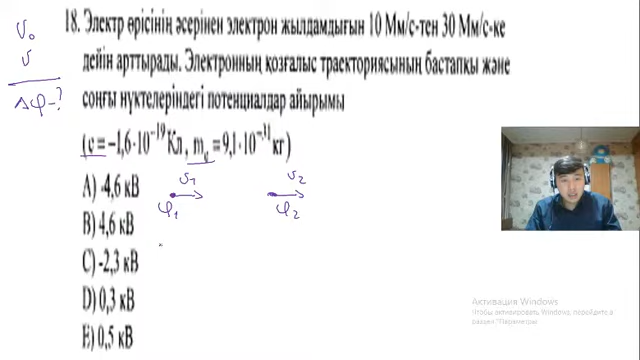 18. Электр өрісінің әсерінен электрон жылдамдығын 10 Мм/с-тен 30 Мм/с-ке
дейін арттырады. Электронның қозғалыс траекториясының бастапқы және
соңғы нүктелеріндегі потенциалдар айырымы
(e = –1,6·10⁻¹⁹ Кл, mₑ = 9,1·10⁻³¹ кг)
A) -4,6 кВ
B) 4,6 кВ
C) -2,3 кВ
D) 0,3 кВ
E) 0,5 кВ
υ₀
υ
Δφ-?
υ₁
φ₁
υ₂
φ₂
Активация Windows
Чтобы активировать Windows, перейдите в
раздел "Параметры